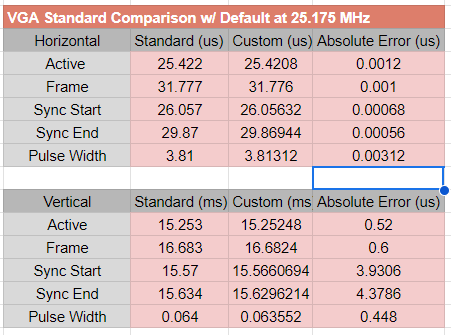 VGA Standard Comparison w/ Default at 25.175 MHz
Horizontal Standard (us) Custom (us) Absolute Error (us)
Active 25.422 25.4208 0.0012
Frame 31.777 31.776 0.001
Sync Start 26.057 26.05632 0.00068
Sync End 29.87 29.86944 0.00056
Pulse Width 3.81 3.81312 0.00312
Vertical Standard (ms) Custom (ms Absolute Error (us)
Active 15.253 15.25248 0.52
Frame 16.683 16.6824 0.6
Sync Start 15.57 15.5660694 3.9306
Sync End 15.634 15.6296214 4.3786
Pulse Width 0.064 0.063552 0.448